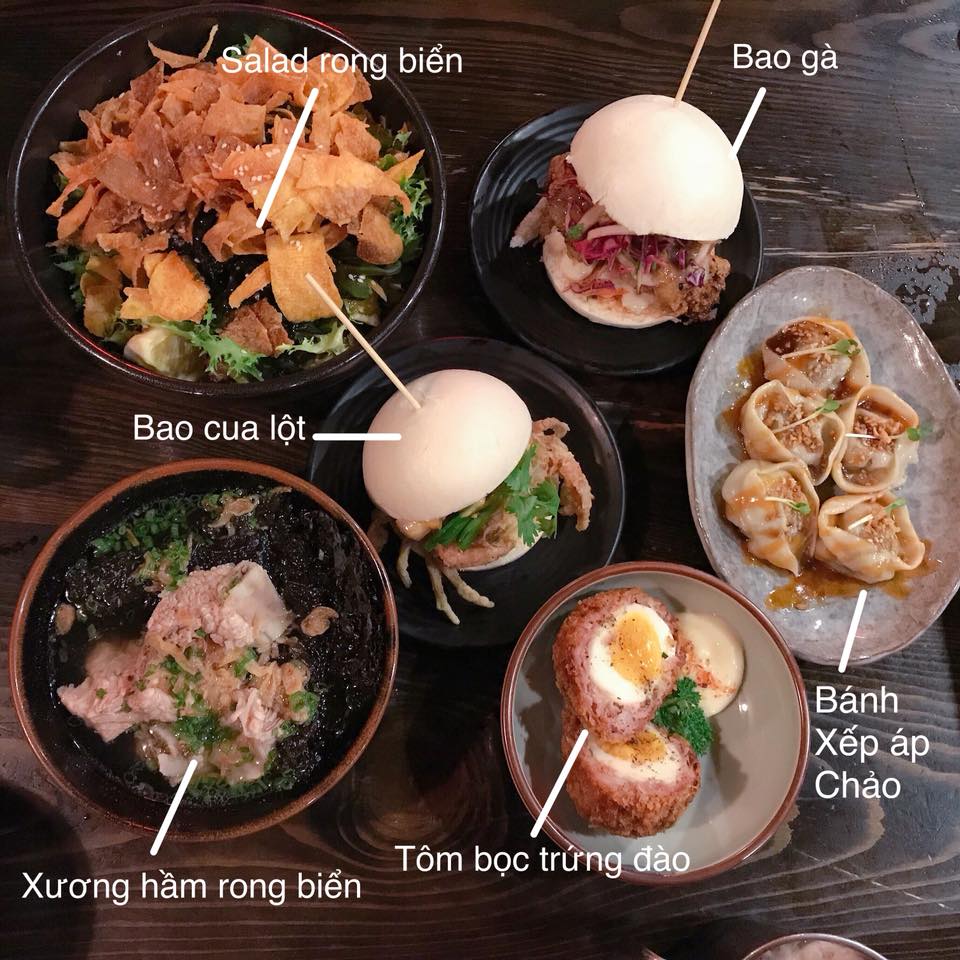 Salad rong biển
Bao gà
Bao cua lột
Bánh
Xếp áp
Chảo
Tôm bọc trứng đào
Xương hầm rong biển